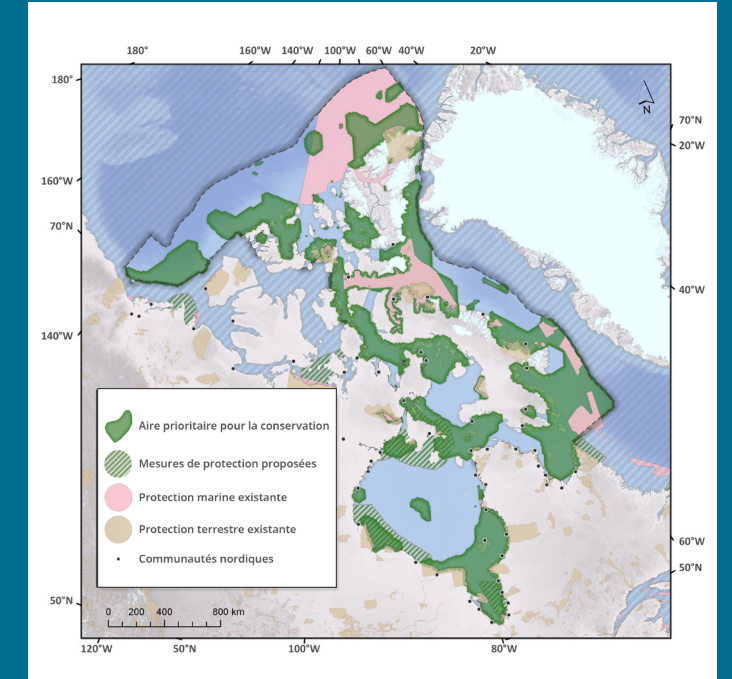 180° 160°W 140°W 100°W 60°W 40°W 20°W
180°
70°N
20°W
160°W
70°N
40°W
140°W
60°W
50°N
50°N
120°W 50°N 100°W 80°W
N
Aire prioritaire pour la conservation
Mesures de protection proposées
Protection marine existante
Protection terrestre existante
Communautés nordiques
0 200 400 800 km